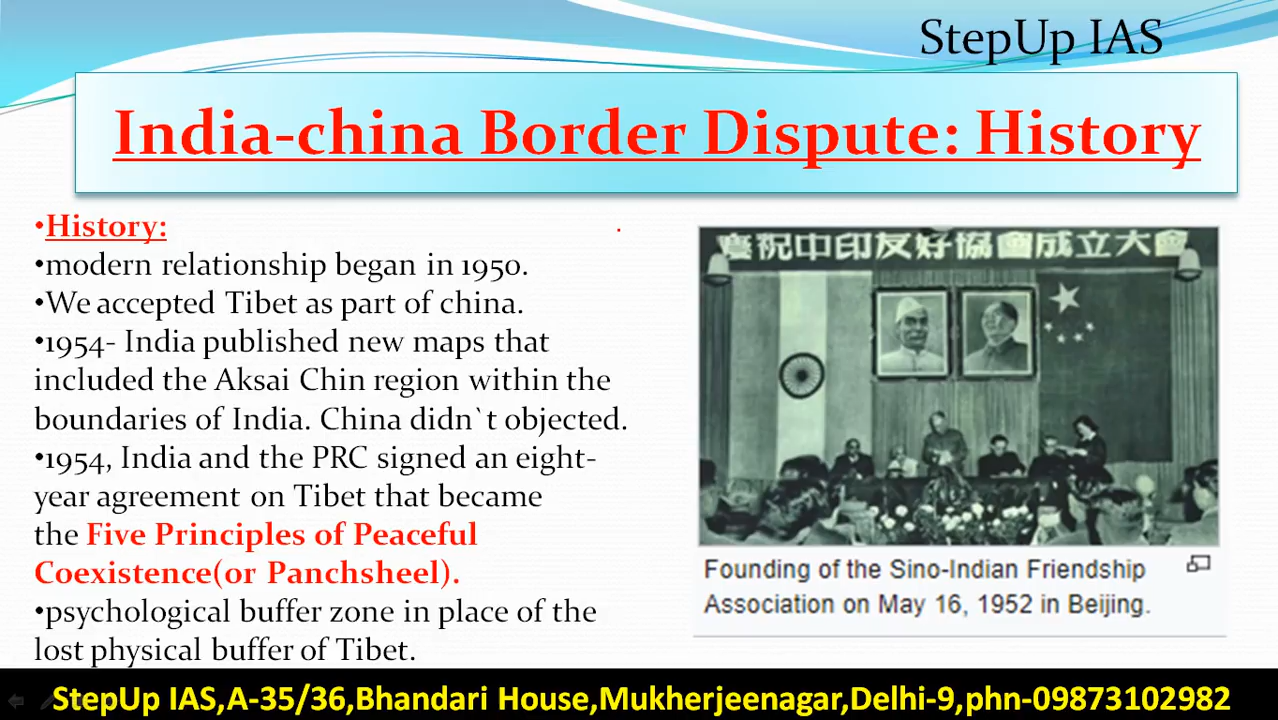 StepUp IAS
India-china Border Dispute: History
•History:
•modern relationship began in 1950.
•We accepted Tibet as part of china.
•1954- India published new maps that
included the Aksai Chin region within the
boundaries of India. China didn`t objected.
•1954, India and the PRC signed an eight-
year agreement on Tibet that became
the Five Principles of Peaceful
Coexistence(or Panchsheel).
•psychological buffer zone in place of the
lost physical buffer of Tibet.
慶祝中印友好協會成立大會
Founding of the Sino-Indian Friendship
Association on May 16, 1952 in Beijing.
StepUp IAS,A-35/36,Bhandari House,Mukherjeenagar,Delhi-9,phn-09873102982